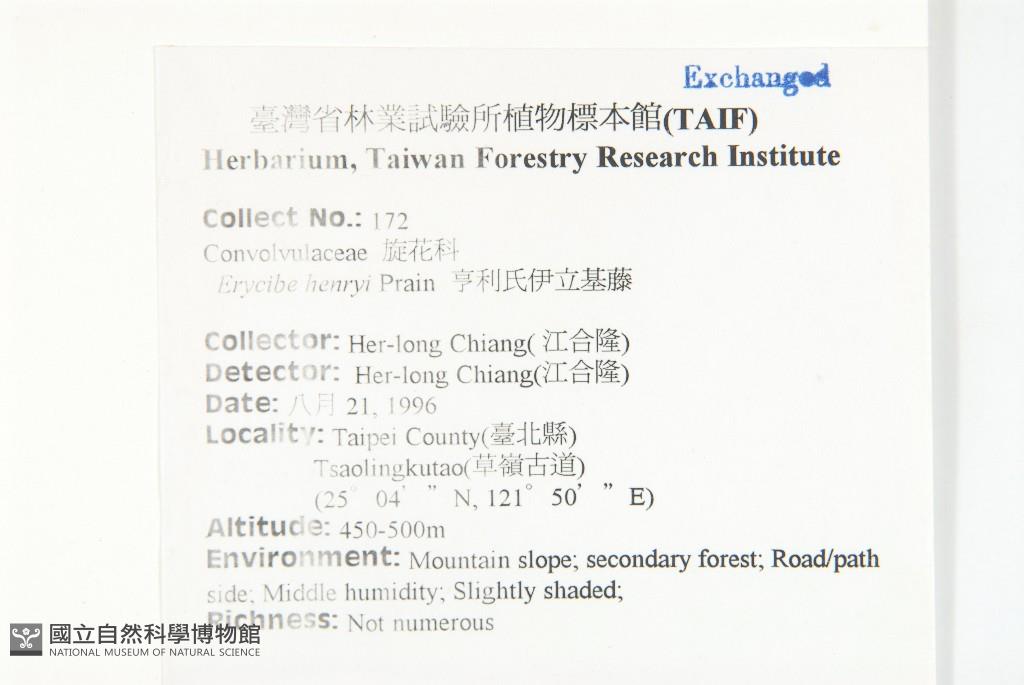 Exchanged
臺灣省林業試驗所植物標本館(TAIF)
Herbarium, Taiwan Forestry Research Institute
Collect No.: 172
Convolvulaceae 旋花科
Erycibe henryi Prain 亨利氏伊立基藤
Collector: Her-long Chiang( 江合隆)
Detector: Her-long Chiang(江合隆)
Date: 八月 21, 1996
Locality: Taipei County(臺北縣)
Tsaolingkutao(草嶺古道)
(25° 04’ ” N, 121° 50’ ” E)
Altitude: 450-500m
Environment: Mountain slope; secondary forest; Road/path
side; Middle humidity; Slightly shaded;
Richness: Not numerous
國立自然科學博物館
NATIONAL MUSEUM OF NATURAL SCIENCE